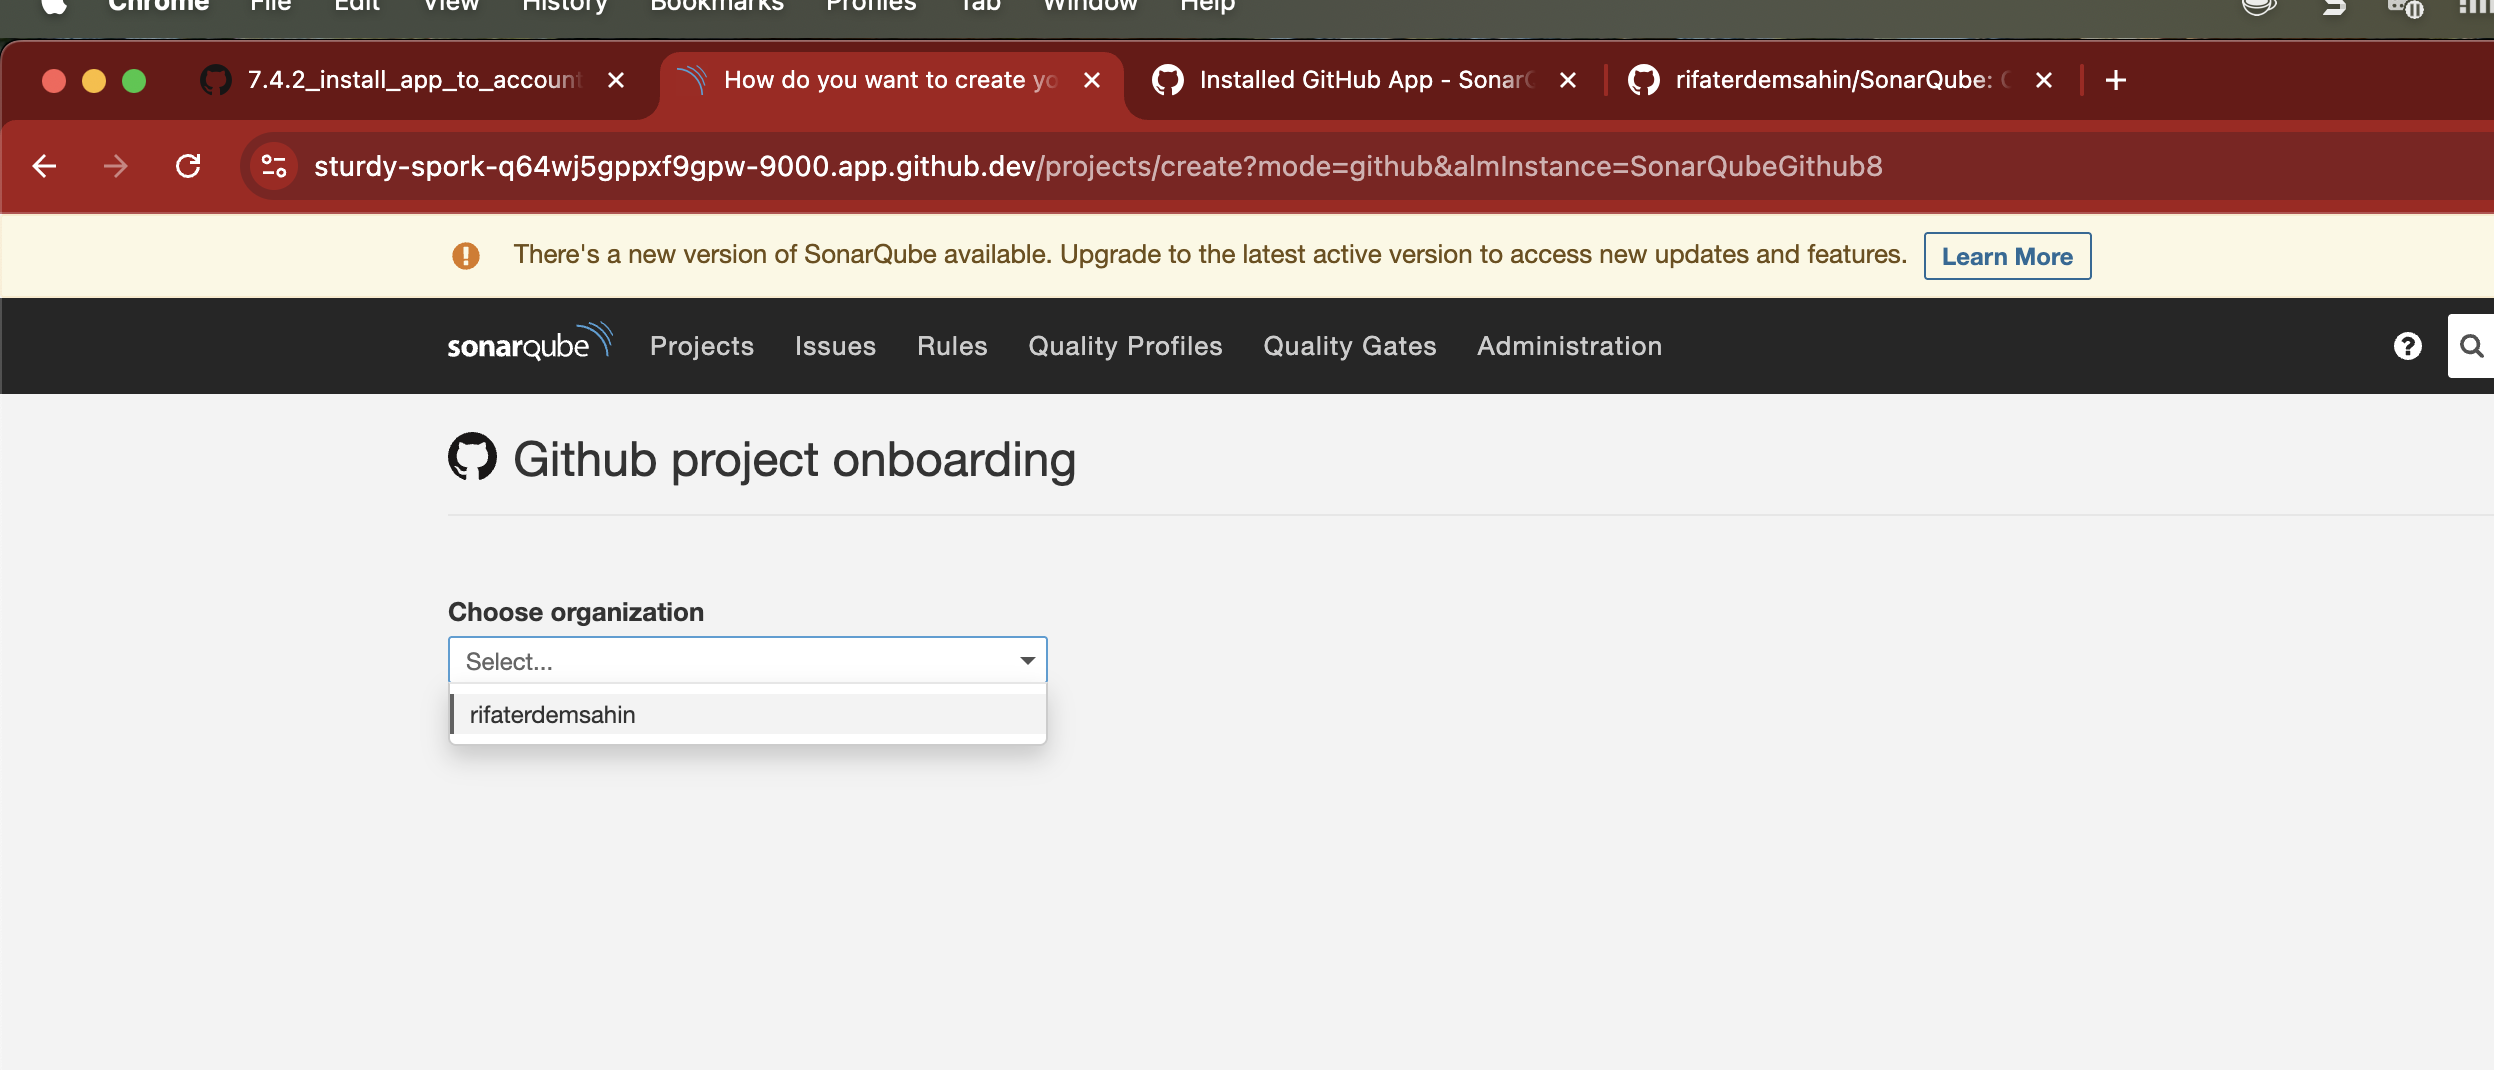 Chrome File Edit View History Bookmarks Profiles Tab Window Help
7.4.2_install_app_to_account How do you want to create yo Installed GitHub App - Sonar rifaterdemsahin/SonarQube:
sturdy-spork-q64wj5gppxf9gpw-9000.app.github.dev/projects/create?mode=github&almInstance=SonarQubeGithub8
There's a new version of SonarQube available. Upgrade to the latest active version to access new updates and features. Learn More
sonarqube Projects Issues Rules Quality Profiles Quality Gates Administration
Github project onboarding
Choose organization
Select...
rifaterdemsahin